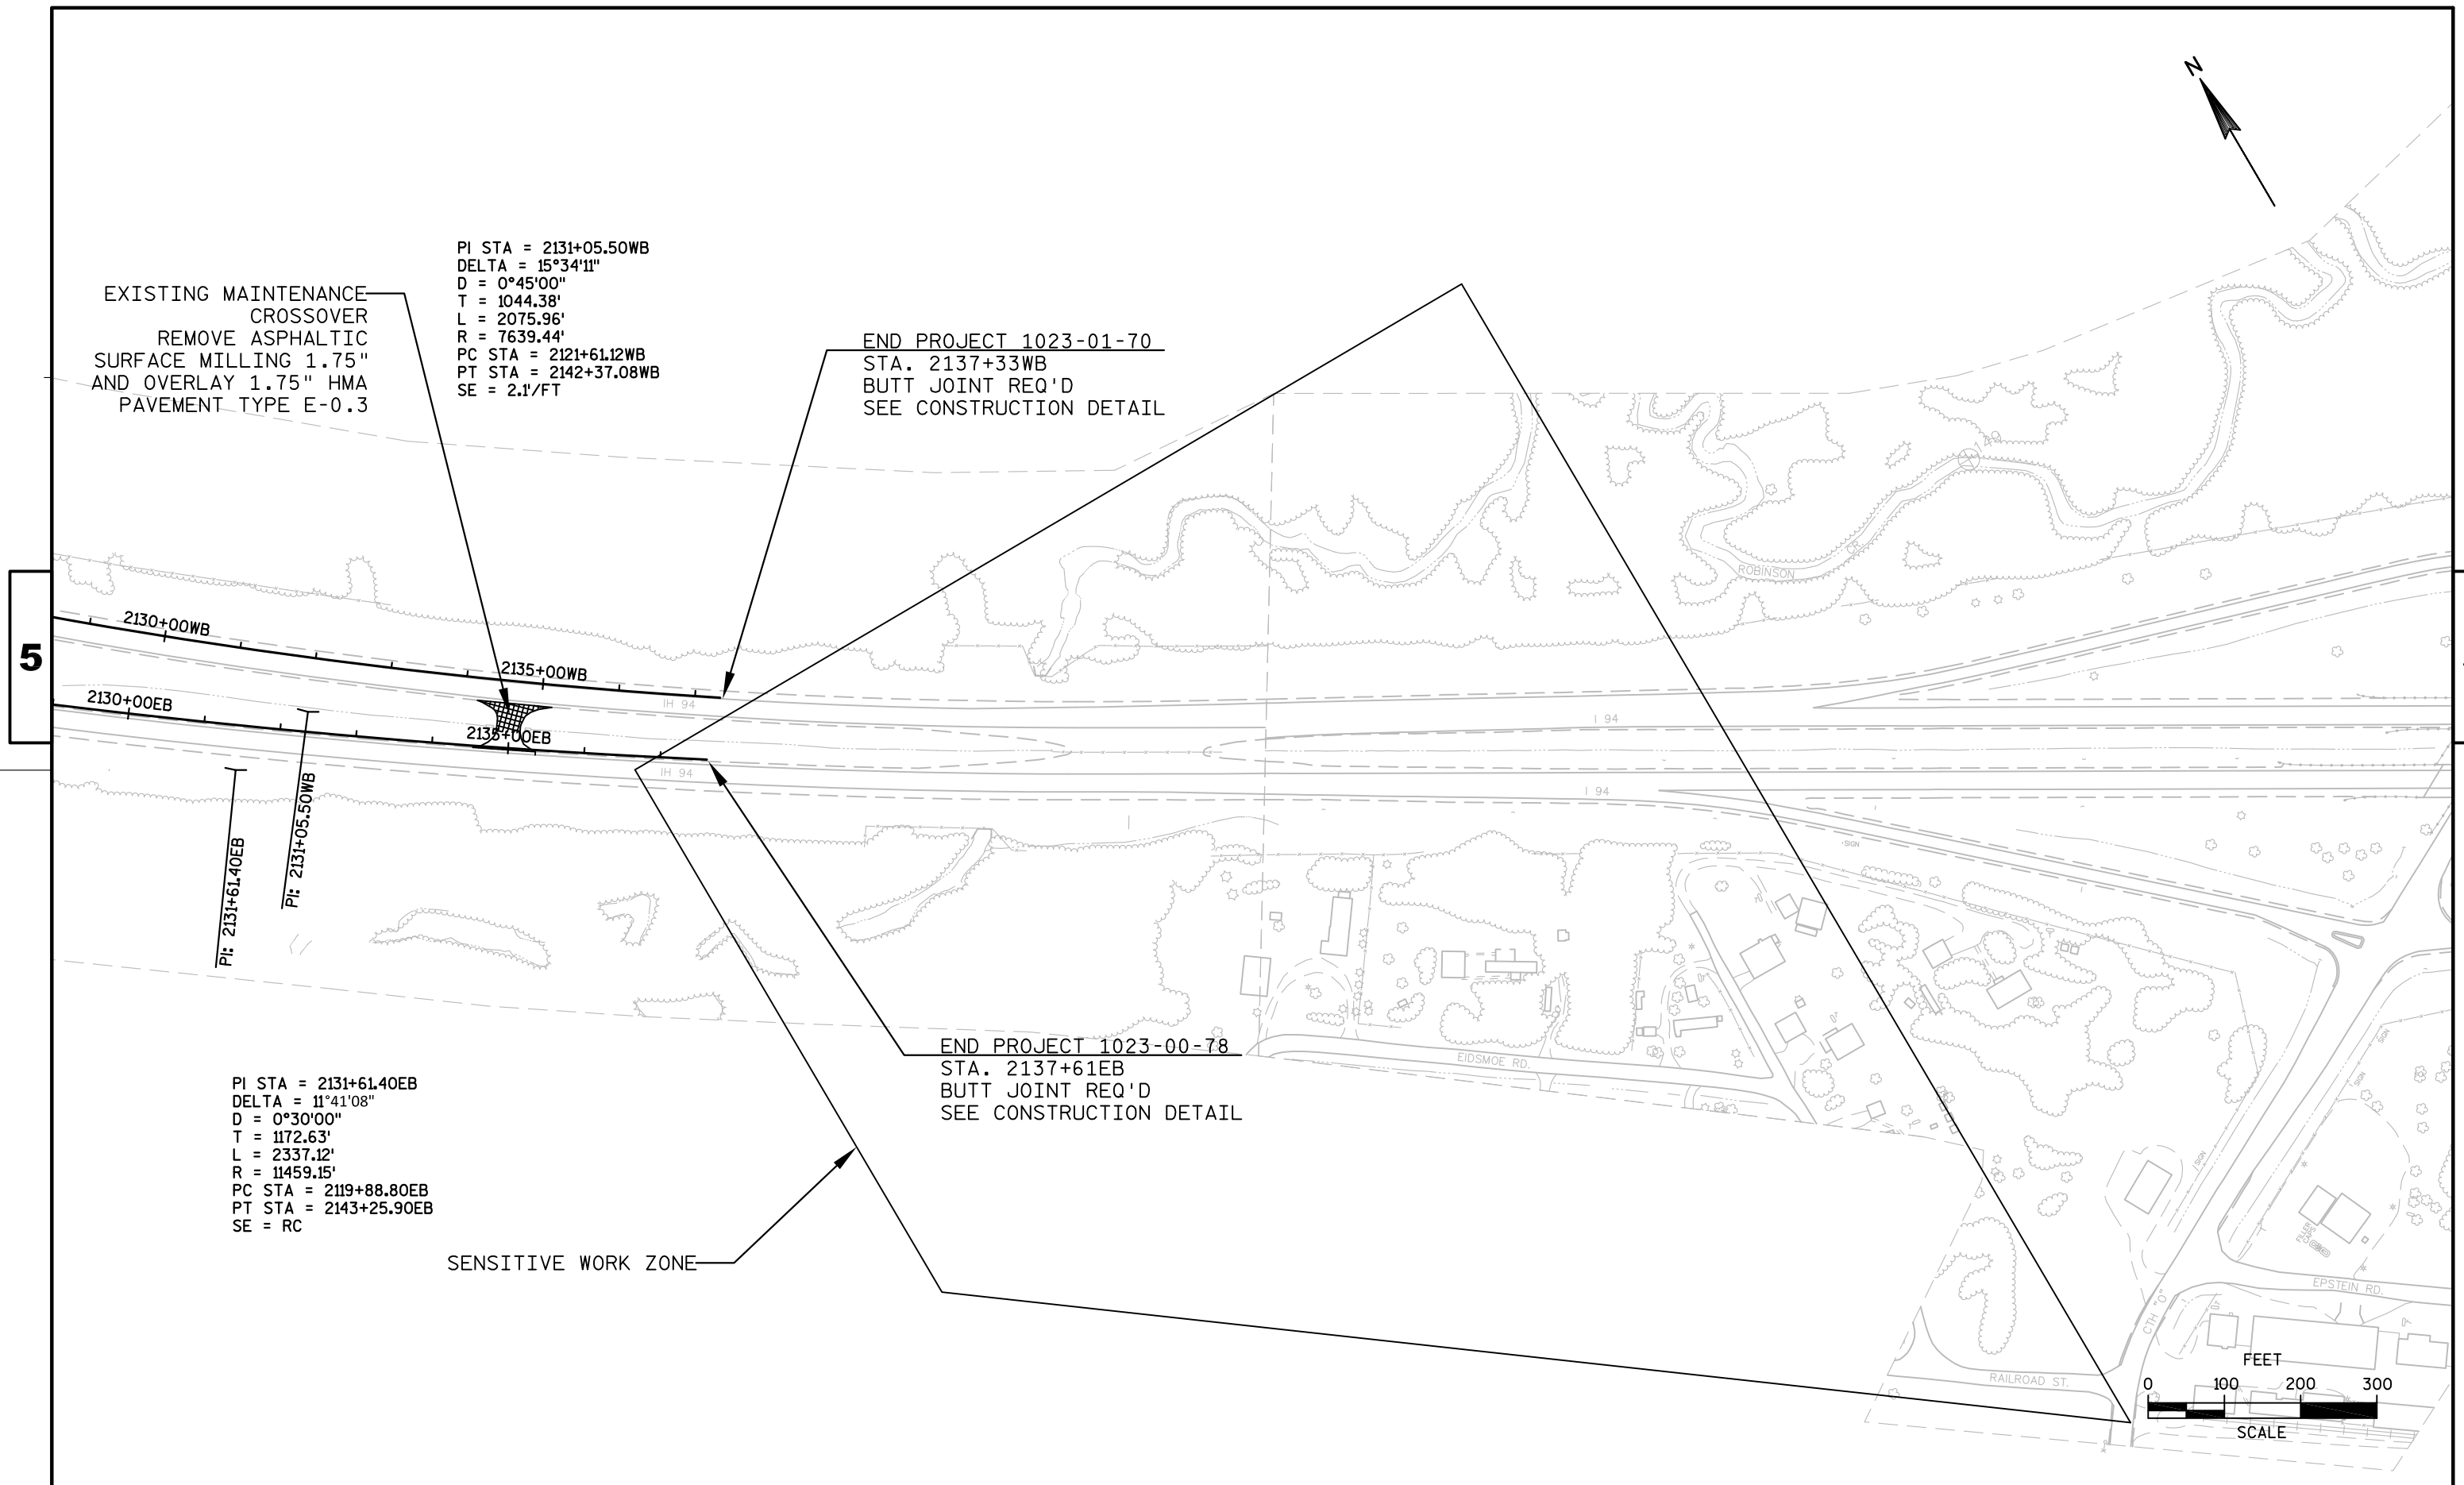 N
PI STA = 2131+05.50WB
DELTA = 15°34'11"
D = 0°45'00"
T = 1044.38'
L = 2075.96'
R = 7639.44'
PC STA = 2121+61.12WB
PT STA = 2142+37.08WB
SE = 2.1'/FT
EXISTING MAINTENANCE
CROSSOVER
REMOVE ASPHALTIC
SURFACE MILLING 1.75"
AND OVERLAY 1.75" HMA
PAVEMENT TYPE E-0.3
END PROJECT 1023-01-70
STA. 2137+33WB
BUTT JOINT REQ'D
SEE CONSTRUCTION DETAIL
ROBINSON
5
2130+00WB
2135+00WB
IH 94
I 94
2130+00EB
2135+00EB
IH 94
I 94
PI: 2131+05.50WB
PI: 2131+61.40EB
SIGN
END PROJECT 1023-00-78
STA. 2137+61EB
BUTT JOINT REQ'D
SEE CONSTRUCTION DETAIL
EIDSMOE RD.
SIGN
SIGN
SIGN
PI STA = 2131+61.40EB
DELTA = 11°41'08"
D = 0°30'00"
T = 1172.63'
L = 2337.12'
R = 11459.15'
PC STA = 2119+88.80EB
PT STA = 2143+25.90EB
SE = RC
SENSITIVE WORK ZONE
FILLER
CAPS
EPSTEIN RD.
CTH "O"
RAILROAD ST.
FEET
0 100 200 300
SCALE